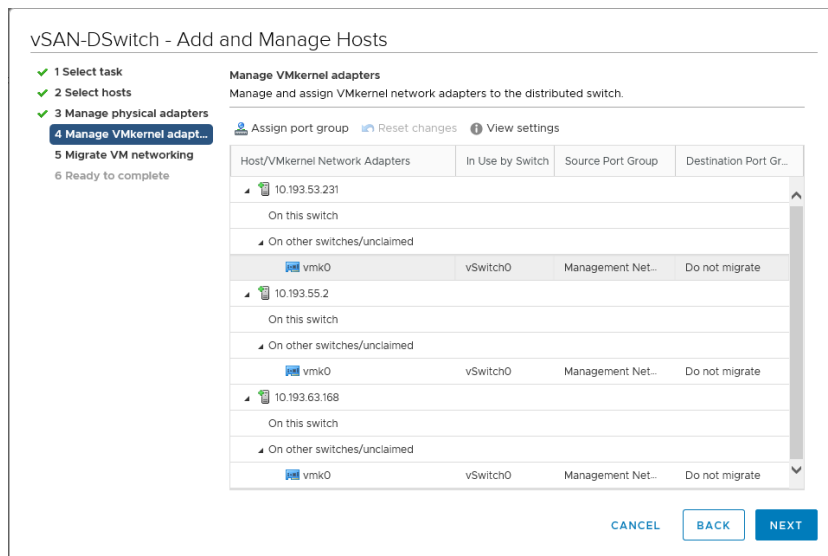 vSAN-DSwitch - Add and Manage Hosts
1 Select task
2 Select hosts
3 Manage physical adapters
4 Manage VMkernel adapt...
5 Migrate VM networking
6 Ready to complete
Manage VMkernel adapters
Manage and assign VMkernel network adapters to the distributed switch.
Assign port group Reset changes View settings
Host/VMkernel Network Adapters In Use by Switch Source Port Group Destination Port Gr...
10.193.53.231
On this switch
On other switches/unclaimed
vmk0 vSwitch0 Management Net... Do not migrate
10.193.55.2
On this switch
On other switches/unclaimed
vmk0 vSwitch0 Management Net... Do not migrate
10.193.63.168
On this switch
On other switches/unclaimed
vmk0 vSwitch0 Management Net... Do not migrate
CANCEL BACK NEXT